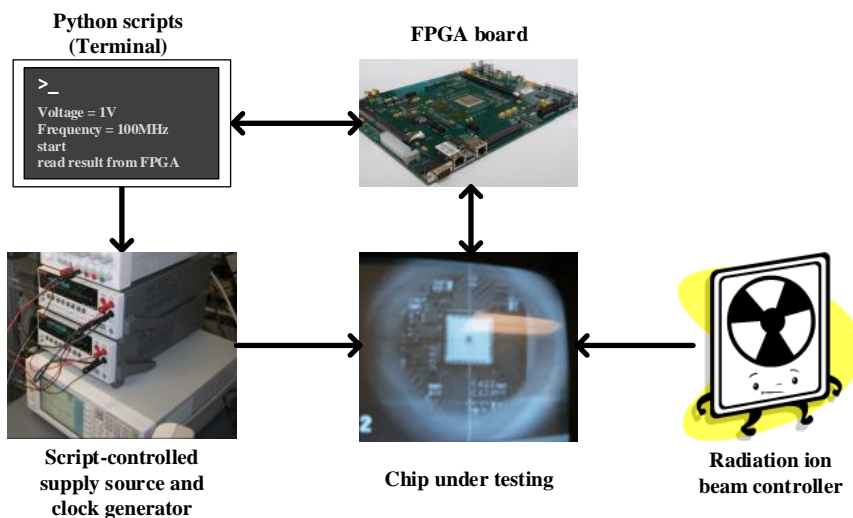 Python scripts
(Terminal)
FPGA board
>_
Voltage = 1V
Frequency = 100MHz
start
read result from FPGA
2
Script-controlled
supply source and
clock generator
Chip under testing
Radiation ion
beam controller